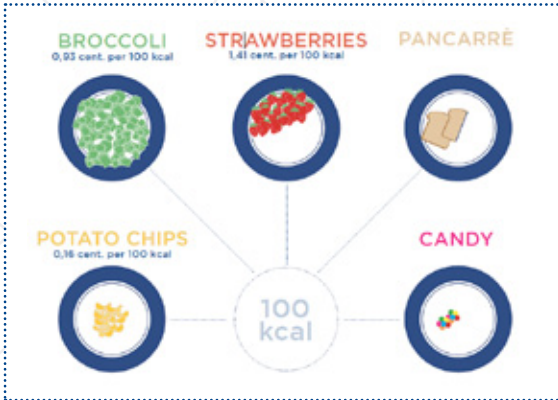 BROCCOLI
0,93 cent. per 100 kcal
STRAWBERRIES
1,41 cent. per 100 kcal
PANCARRÈ
POTATO CHIPS
0,16 cent. per 100 kcal
CANDY
100
kcal